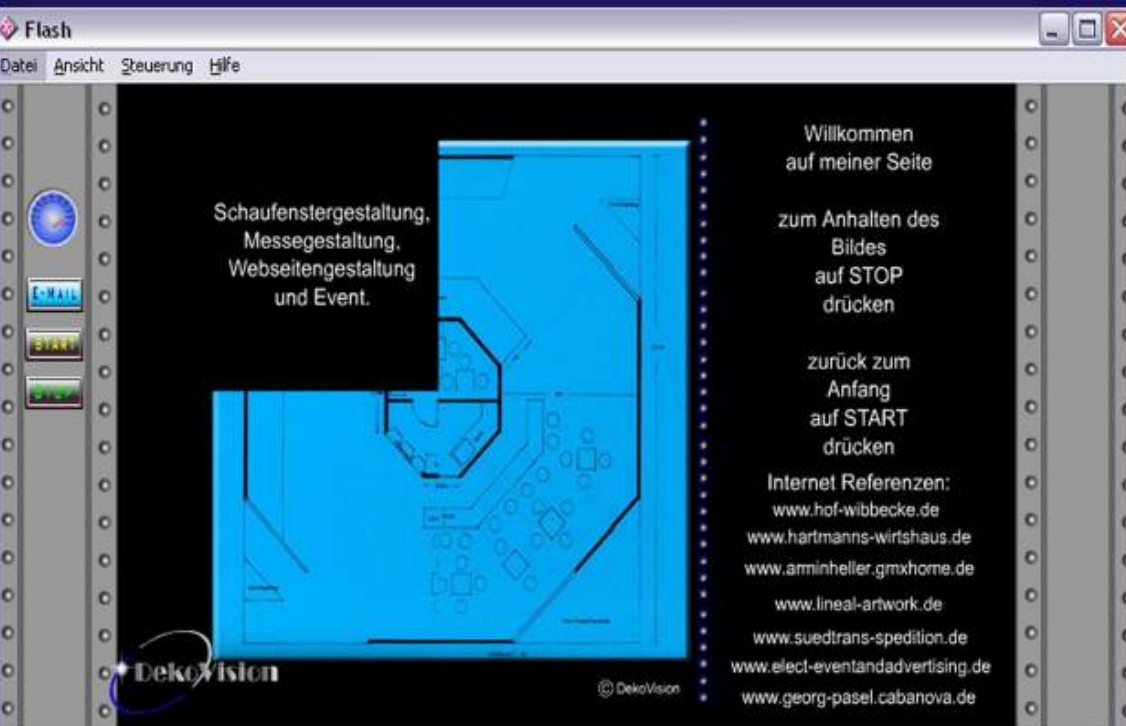 Flash
Datei Ansicht Steuerung Hilfe
E-MAIL
START
STOP
Schaufenstergestaltung,
Messegestaltung,
Webseitengestaltung
und Event.
DekoVision
© DekoVision
Willkommen
auf meiner Seite
zum Anhalten des
Bildes
auf STOP
drücken
zurück zum
Anfang
auf START
drücken
Internet Referenzen:
www.hof-wibbecke.de
www.hartmanns-wirtshaus.de
www.arminheller.gmxhome.de
www.lineal-artwork.de
www.suedtrans-spedition.de
www.elect-eventandadvertising.de
www.georg-pasel.cabanova.de